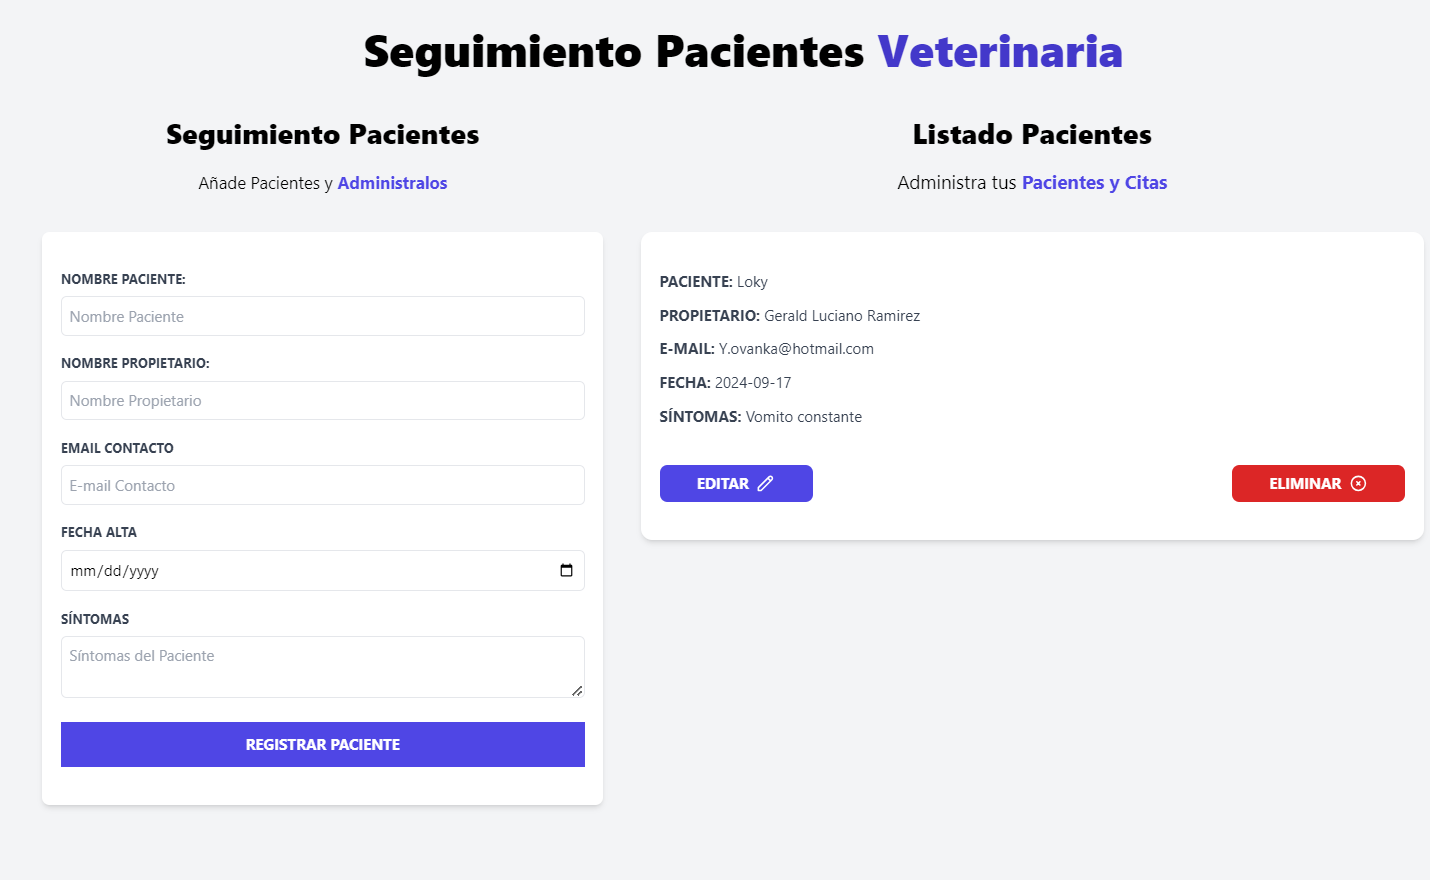 Seguimiento Pacientes Veterinaria
Seguimiento Pacientes
Añade Pacientes y Administralos
NOMBRE PACIENTE:
Nombre Paciente
NOMBRE PROPIETARIO:
Nombre Propietario
EMAIL CONTACTO
E-mail Contacto
FECHA ALTA
mm/dd/yyyy
SÍNTOMAS
Síntomas del Paciente
REGISTRAR PACIENTE
Listado Pacientes
Administra tus Pacientes y Citas
PACIENTE: Loky
PROPIETARIO: Gerald Luciano Ramirez
E-MAIL: Y.ovanka@hotmail.com
FECHA: 2024-09-17
SÍNTOMAS: Vomito constante
EDITAR
ELIMINAR